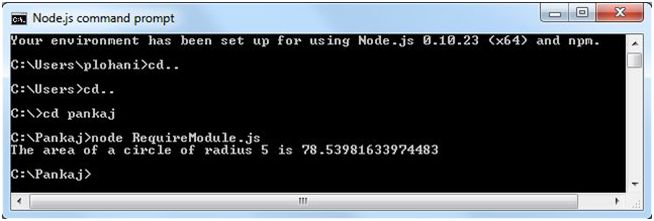 Node.js command prompt
Your environment has been set up for using Node.js 0.10.23 (x64) and npm.
C:\Users\plohani>cd..
C:\Users>cd..
C:\>cd pankaj
C:\Pankaj>node RequireModule.js
The area of a circle of radius 5 is 78.53981633974483
C:\Pankaj>